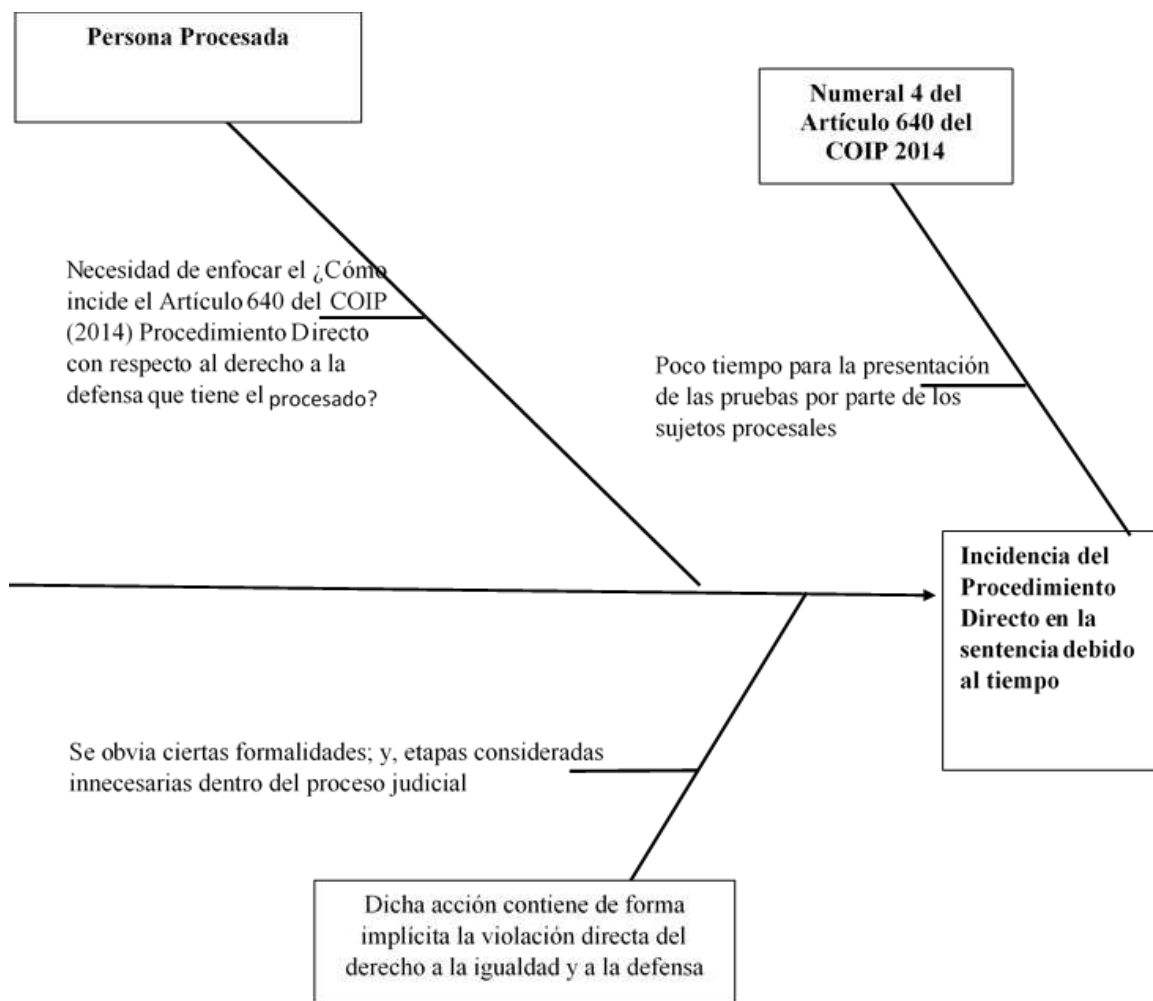 Persona Procesada
Numeral 4 del
Artículo 640 del
COIP 2014
Necesidad de enfocar el ¿Cómo
incide el Artículo 640 del COIP
(2014) Procedimiento Directo
con respecto al derecho a la
defensa que tiene el procesado?
Poco tiempo para la presentación
de las pruebas por parte de los
sujetos procesales
Incidencia del
Procedimiento
Directo en la
sentencia debido
al tiempo
Se obvia ciertas formalidades; y, etapas consideradas
innecesarias dentro del proceso judicial
Dicha acción contiene de forma
implícita la violación directa del
derecho a la igualdad y a la defensa